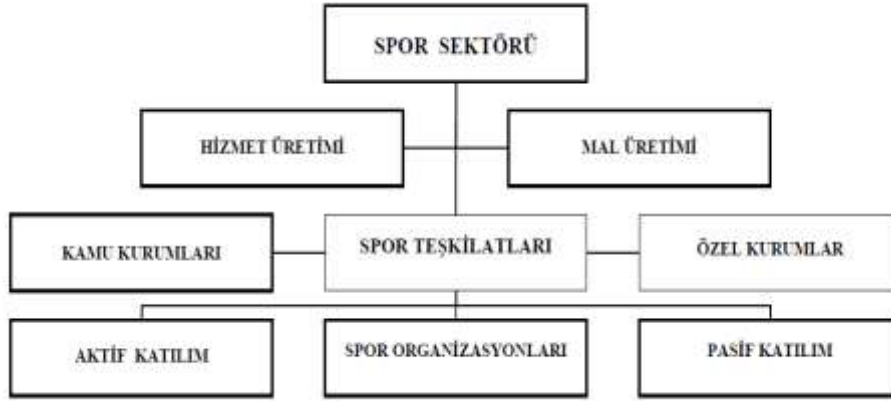 SPOR SEKTÖRÜ
HİZMET ÜRETİMİ
MAL ÜRETİMİ
KAMU KURUMLARI
SPOR TEŞKİLATLARI
ÖZEL KURUMLAR
AKTİF KATILIM
SPOR ORGANİZASYONLARI
PASİF KATILIM